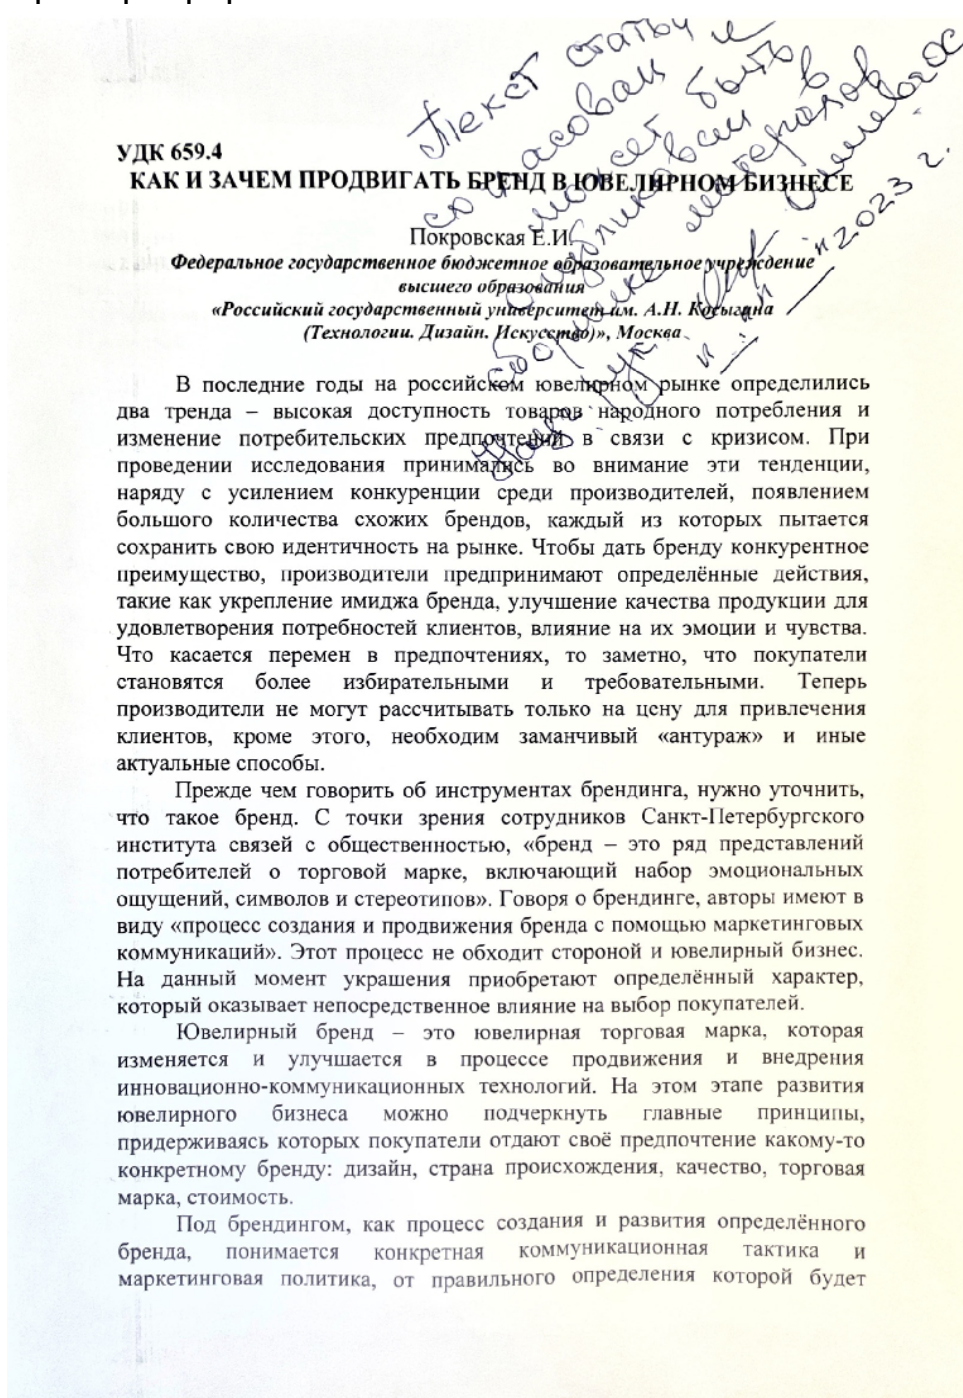 Текст статьи
согласован и
может быть
опубликован в
сборнике материалов
УДК 659.4
КАК И ЗАЧЕМ ПРОДВИГАТЬ БРЕНД В ЮВЕЛИРНОМ БИЗНЕСЕ
Покровская Е.И.
Федеральное государственное бюджетное образовательное учреждение
высшего образования
«Российский государственный университет им. А.Н. Косыгина
(Технологии. Дизайн. Искусство)», Москва
2023 г.
В последние годы на российском ювелирном рынке определились
два тренда – высокая доступность товаров народного потребления и
изменение потребительских предпочтений в связи с кризисом. При
проведении исследования принимались во внимание эти тенденции,
наряду с усилением конкуренции среди производителей, появлением
большого количества схожих брендов, каждый из которых пытается
сохранить свою идентичность на рынке. Чтобы дать бренду конкурентное
преимущество, производители предпринимают определённые действия,
такие как укрепление имиджа бренда, улучшение качества продукции для
удовлетворения потребностей клиентов, влияние на их эмоции и чувства.
Что касается перемен в предпочтениях, то заметно, что покупатели
становятся более избирательными и требовательными. Теперь
производители не могут рассчитывать только на цену для привлечения
клиентов, кроме этого, необходим заманчивый «антураж» и иные
актуальные способы.
Прежде чем говорить об инструментах брендинга, нужно уточнить,
что такое бренд. С точки зрения сотрудников Санкт-Петербургского
института связей с общественностью, «бренд – это ряд представлений
потребителей о торговой марке, включающий набор эмоциональных
ощущений, символов и стереотипов». Говоря о брендинге, авторы имеют в
виду «процесс создания и продвижения бренда с помощью маркетинговых
коммуникаций». Этот процесс не обходит стороной и ювелирный бизнес.
На данный момент украшения приобретают определённый характер,
который оказывает непосредственное влияние на выбор покупателей.
Ювелирный бренд – это ювелирная торговая марка, которая
изменяется и улучшается в процессе продвижения и внедрения
инновационно-коммуникационных технологий. На этом этапе развития
ювелирного бизнеса можно подчеркнуть главные принципы,
придерживаясь которых покупатели отдают своё предпочтение какому-то
конкретному бренду: дизайн, страна происхождения, качество, торговая
марка, стоимость.
Под брендингом, как процесс создания и развития определённого
бренда, понимается конкретная коммуникационная тактика и
маркетинговая политика, от правильного определения которой будет